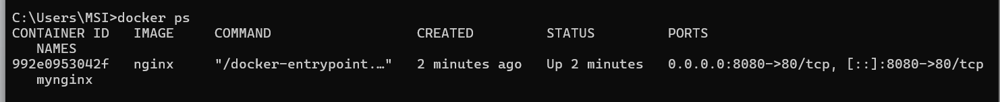 C:\Users\MSI>docker ps
CONTAINER ID   IMAGE     COMMAND                  CREATED         STATUS         PORTS
   NAMES
992e0953042f   nginx     "/docker-entrypoint.…"   2 minutes ago   Up 2 minutes   0.0.0.0:8080->80/tcp, [::]:8080->80/tcp
   mynginx